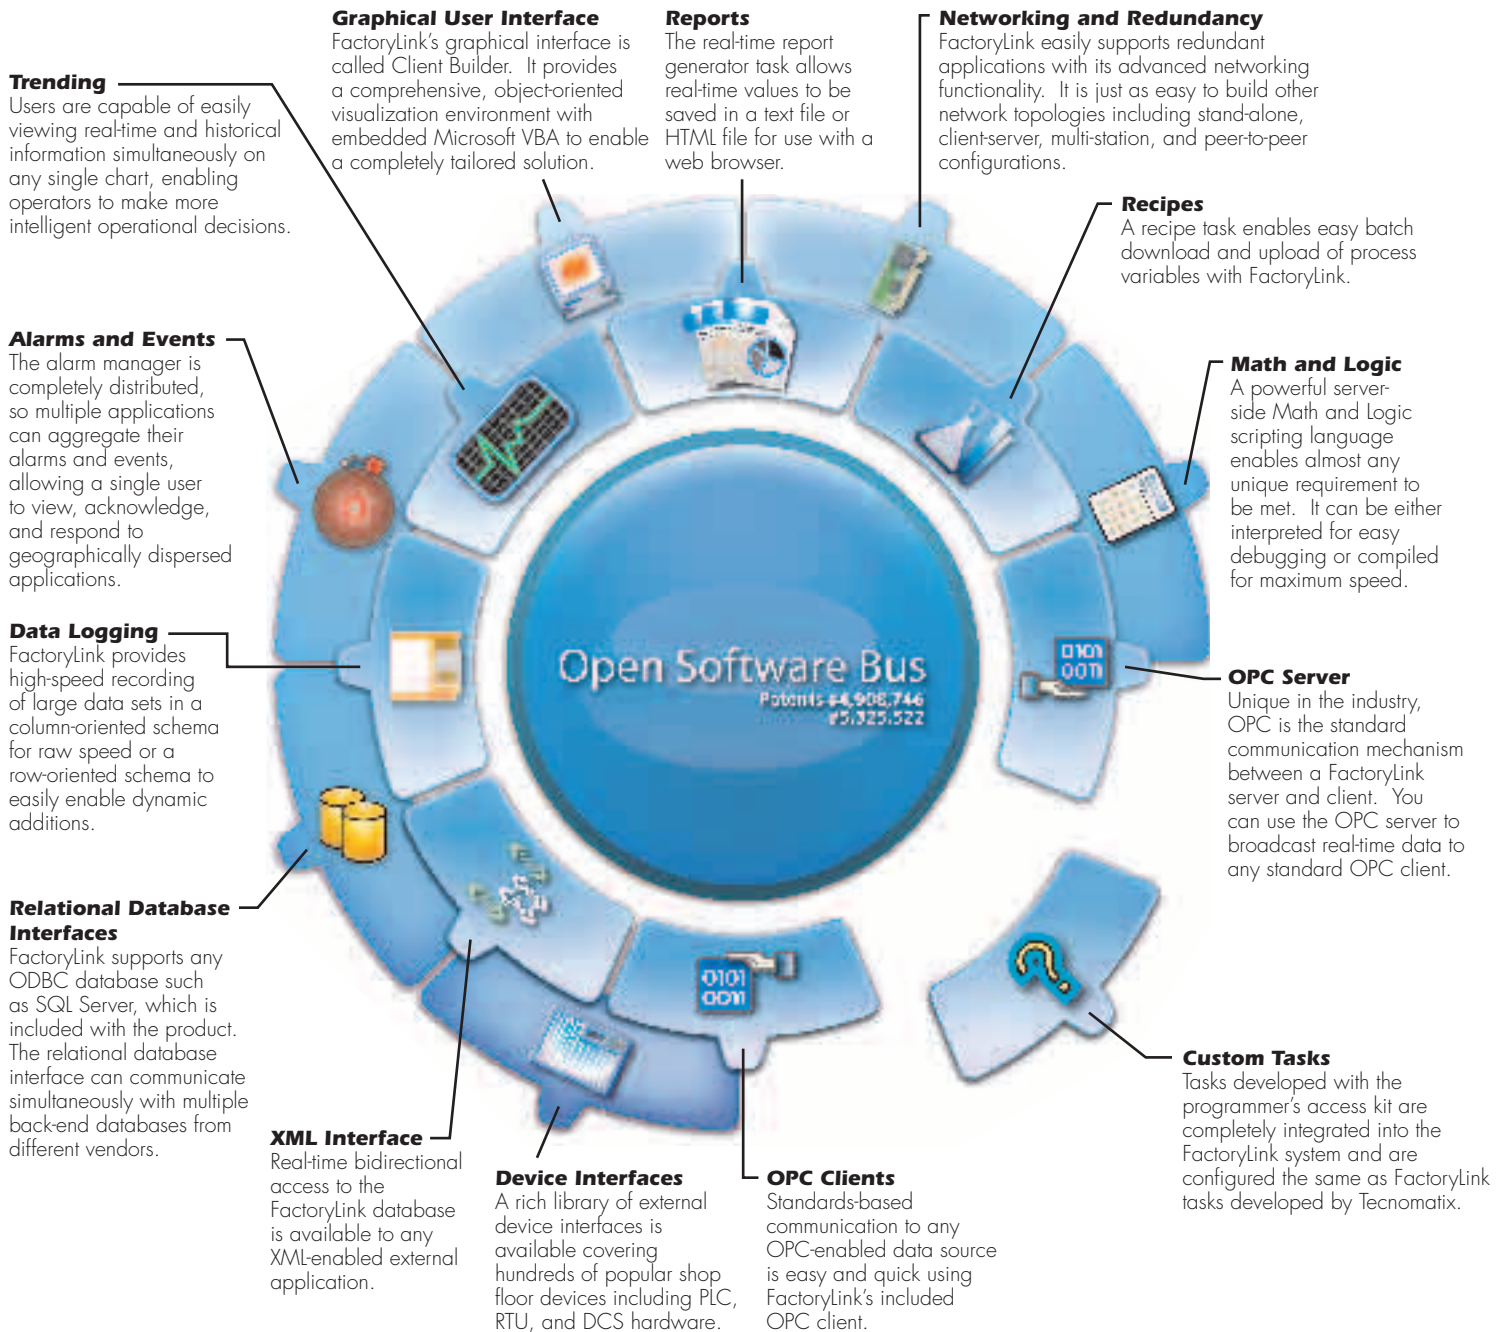 Graphical User Interface
FactoryLink's graphical interface is
called Client Builder.  It provides
a comprehensive, object-oriented
visualization environment with
embedded Microsoft VBA to enable
a completely tailored solution.
Reports
The real-time report
generator task allows
real-time values to be
saved in a text file or
HTML file for use with a
web browser.
Networking and Redundancy
FactoryLink easily supports redundant
applications with its advanced networking
functionality.  It is just as easy to build other
network topologies including stand-alone,
client-server, multi-station, and peer-to-peer
configurations.
Trending
Users are capable of easily
viewing real-time and historical
information simultaneously on
any single chart, enabling
operators to make more
intelligent operational decisions.
Recipes
A recipe task enables easy batch
download and upload of process
variables with FactoryLink.
Alarms and Events
The alarm manager is
completely distributed,
so multiple applications
can aggregate their
alarms and events,
allowing a single user
to view, acknowledge,
and respond to
geographically dispersed
applications.
Math and Logic
A powerful server-
side Math and Logic
scripting language
enables almost any
unique requirement to
be met.  It can be either
interpreted for easy
debugging or compiled
for maximum speed.
Data Logging
FactoryLink provides
high-speed recording
of large data sets in a
column-oriented schema
for raw speed or a
row-oriented schema to
easily enable dynamic
additions.
Open Software Bus
Patents #4,908,746
#5,325,522
0101
0011
OPC Server
Unique in the industry,
OPC is the standard
communication mechanism
between a FactoryLink
server and client.  You
can use the OPC server to
broadcast real-time data to
any standard OPC client.
Relational Database
Interfaces
FactoryLink supports any
ODBC database such
as SQL Server, which is
included with the product.
The relational database
interface can communicate
simultaneously with multiple
back-end databases from
different vendors.
0101
0011
Custom Tasks
Tasks developed with the
programmer's access kit are
completely integrated into the
FactoryLink system and are
configured the same as FactoryLink
tasks developed by Tecnomatix.
XML Interface
Real-time bidirectional
access to the
FactoryLink database
is available to any
XML-enabled external
application.
Device Interfaces
A rich library of external
device interfaces is
available covering
hundreds of popular shop
floor devices including PLC,
RTU, and DCS hardware.
OPC Clients
Standards-based
communication to any
OPC-enabled data source
is easy and quick using
FactoryLink's included
OPC client.